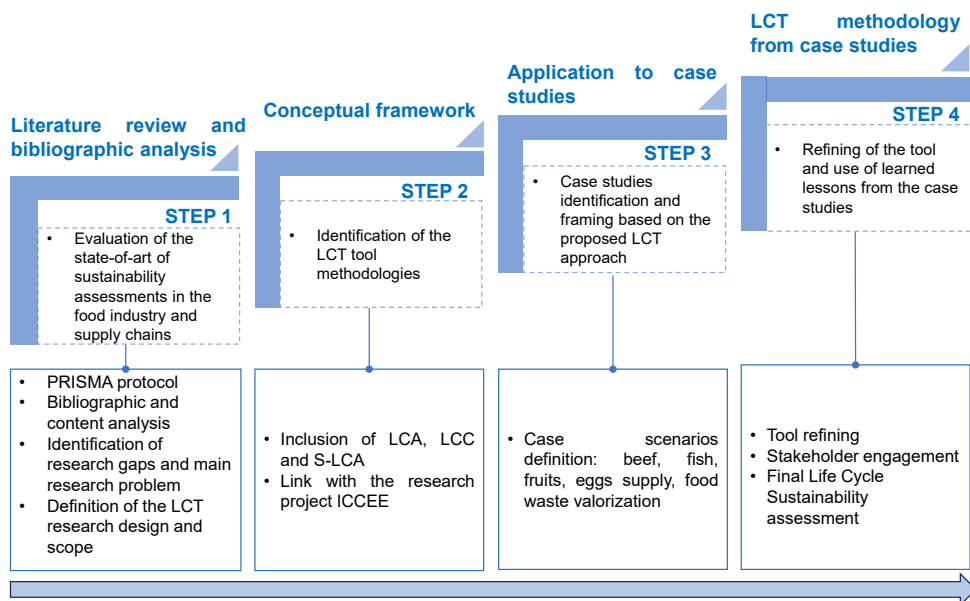 Literature review and
bibliographic analysis
STEP 1
• Evaluation of the
state-of-art of
sustainability
assessments in the
food industry and
supply chains
• PRISMA protocol
• Bibliographic and
content analysis
• Identification of
research gaps and main
research problem
• Definition of the LCT
research design and
scope
Conceptual framework
STEP 2
• Identification of the
LCT tool
methodologies
• Inclusion of LCA, LCC
and S-LCA
• Link with the research
project ICCEE
Application to case
studies
STEP 3
• Case studies
identification and
framing based on the
proposed LCT
approach
• Case scenarios
definition: beef, fish,
fruits, eggs supply, food
waste valorization
LCT methodology
from case studies
STEP 4
• Refining of the tool
and use of learned
lessons from the case
studies
• Tool refining
• Stakeholder engagement
• Final Life Cycle
Sustainability
assessment